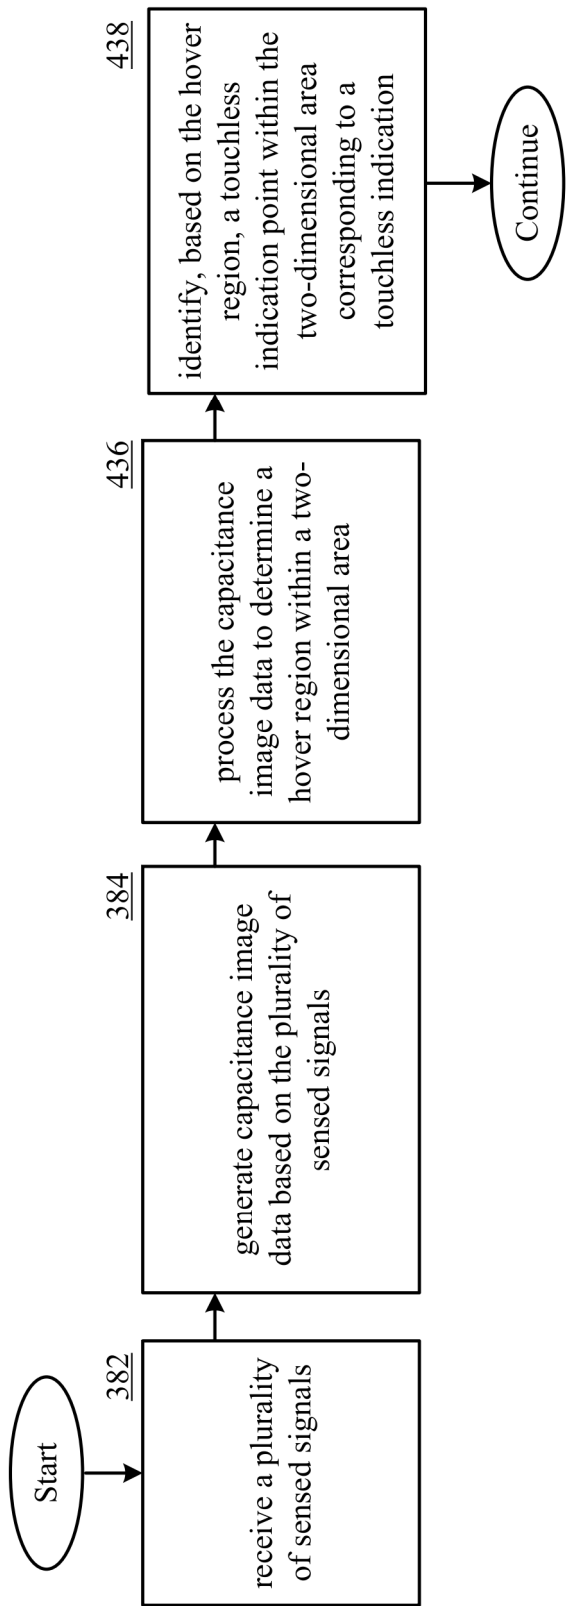 Start
382
receive a plurality
of sensed signals
384
generate capacitance image
data based on the plurality of
sensed signals
436
process the capacitance
image data to determine a
hover region within a two-
dimensional area
438
identify, based on the hover
region, a touchless
indication point within the
two-dimensional area
corresponding to a
touchless indication
Continue